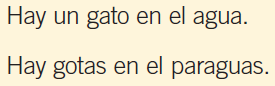 Hay un gato en el agua.
Hay gotas en el paraguas.